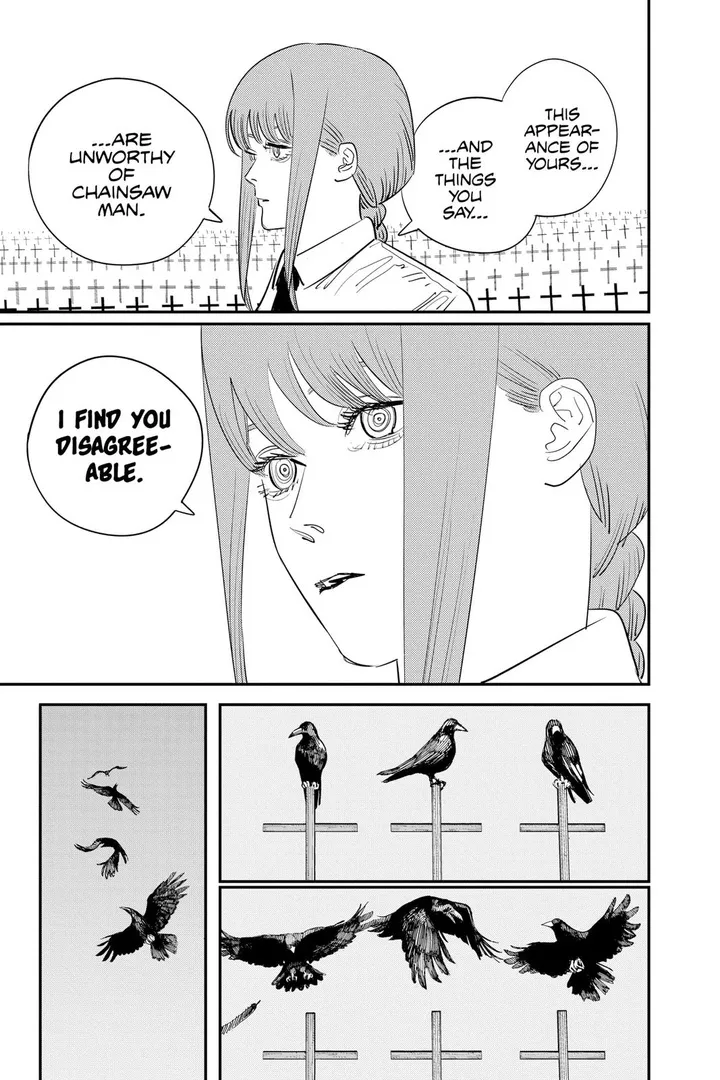 THIS
APPEAR-
ANCE OF
YOURS...
...AND
THE
THINGS
YOU
SAY...
...ARE
UNWORTHY
OF
CHAINSAW
MAN.
I FIND YOU
DISAGREE-
ABLE.